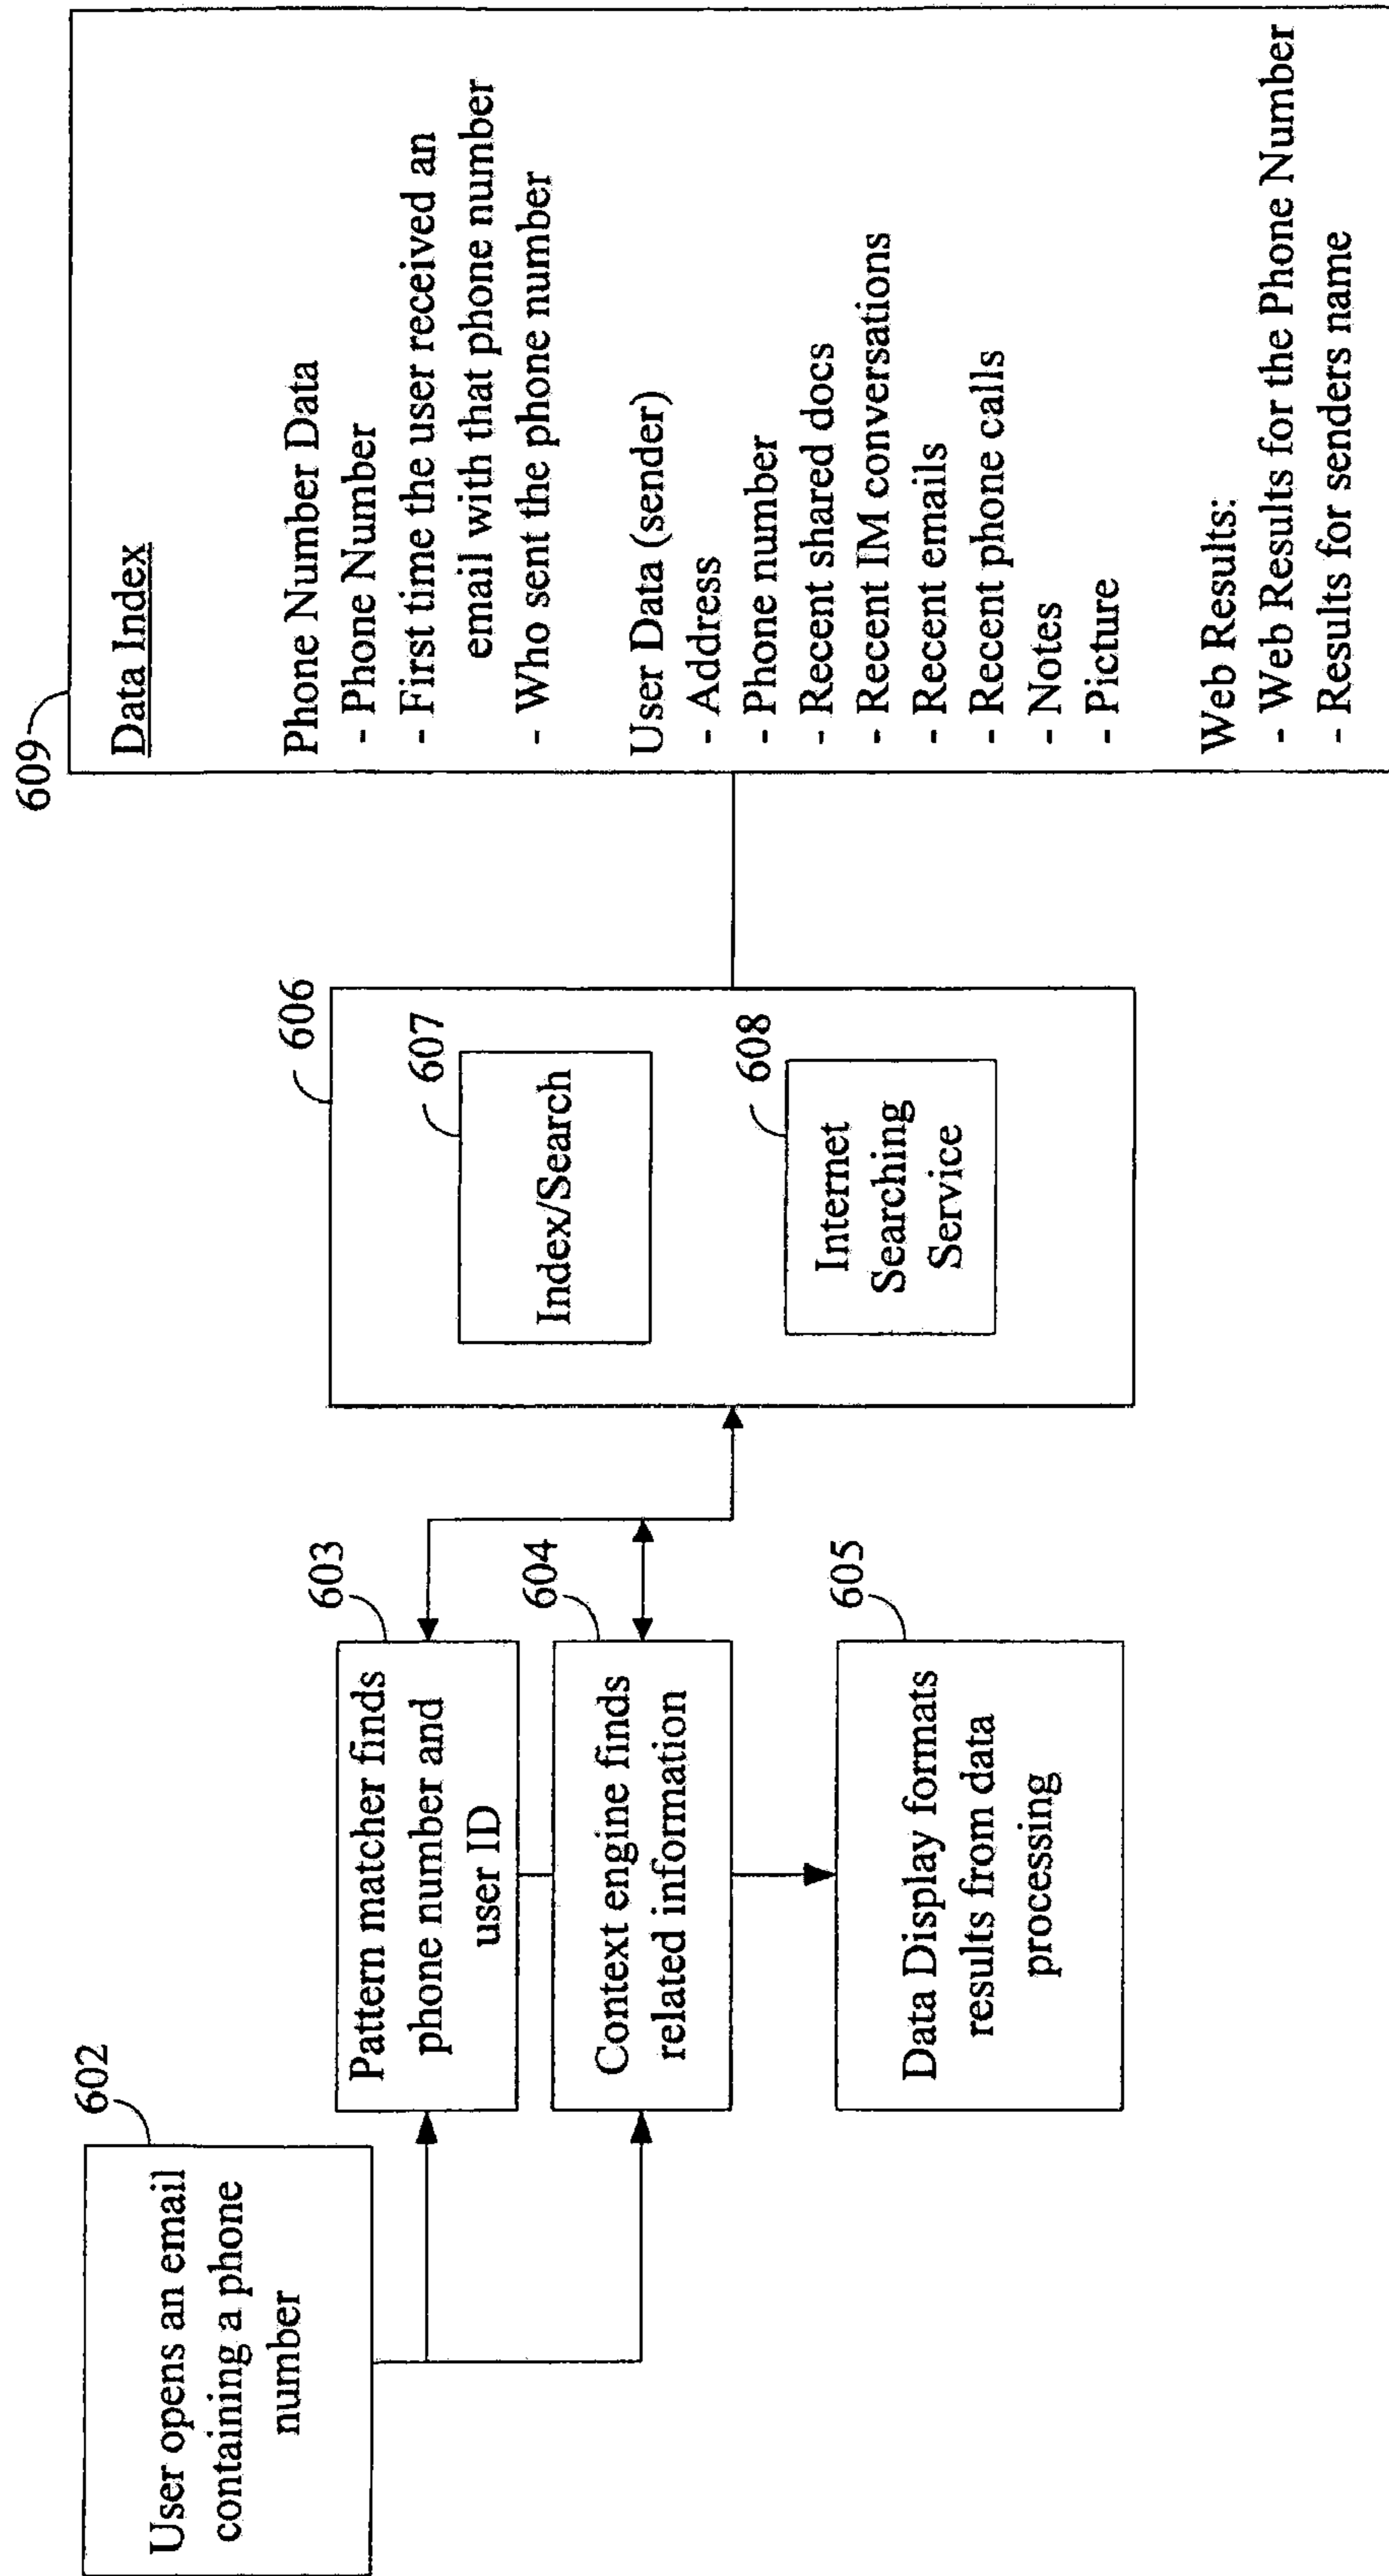 602
User opens an email
containing a phone
number
603
Pattern matcher finds
phone number and
user ID
604
Context engine finds
related information
605
Data Display formats
results from data
processing
606
607
Index/Search
608
Internet
Searching
Service
609
Data Index
Phone Number Data
- Phone Number
- First time the user received an
email with that phone number
- Who sent the phone number
User Data (sender)
- Address
- Phone number
- Recent shared docs
- Recent IM conversations
- Recent emails
- Recent phone calls
- Notes
- Picture
Web Results:
- Web Results for the Phone Number
- Results for senders name